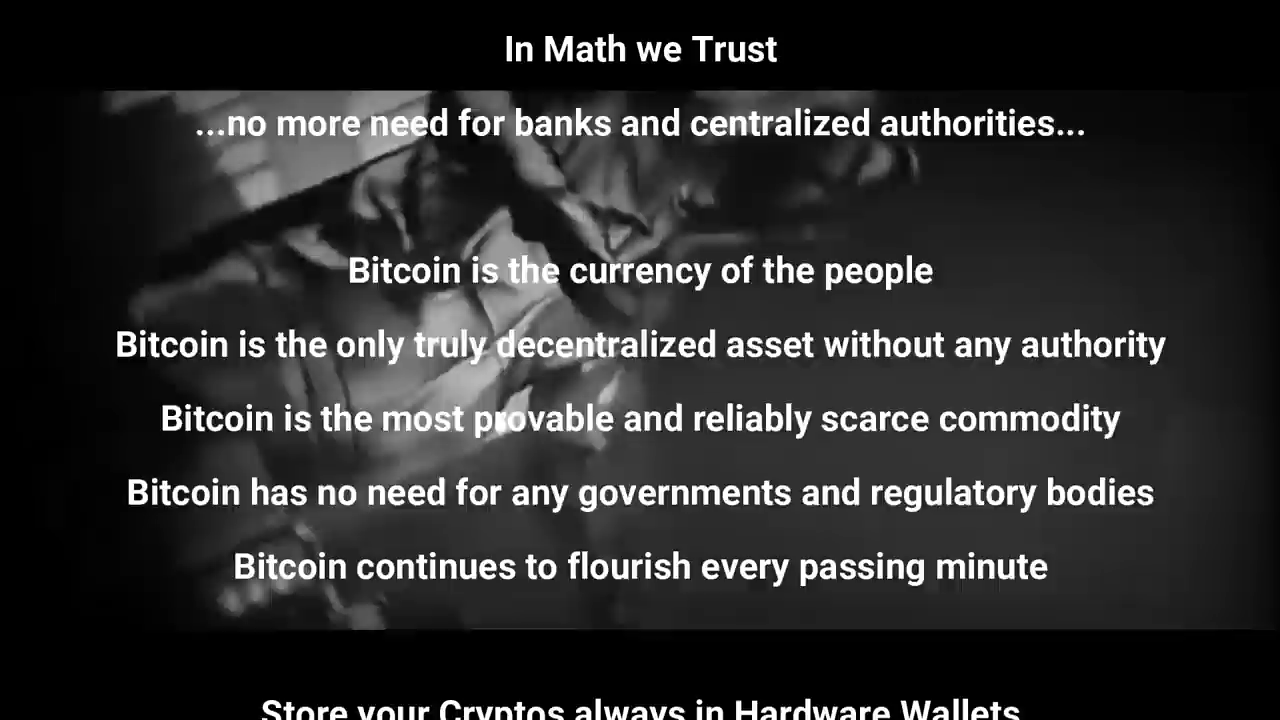 In Math we Trust
...no more need for banks and centralized authorities...
Bitcoin is the currency of the people
Bitcoin is the only truly decentralized asset without any authority
Bitcoin is the most provable and reliably scarce commodity
Bitcoin has no need for any governments and regulatory bodies
Bitcoin continues to flourish every passing minute
Store your Cryptos always in Hardware Wallets